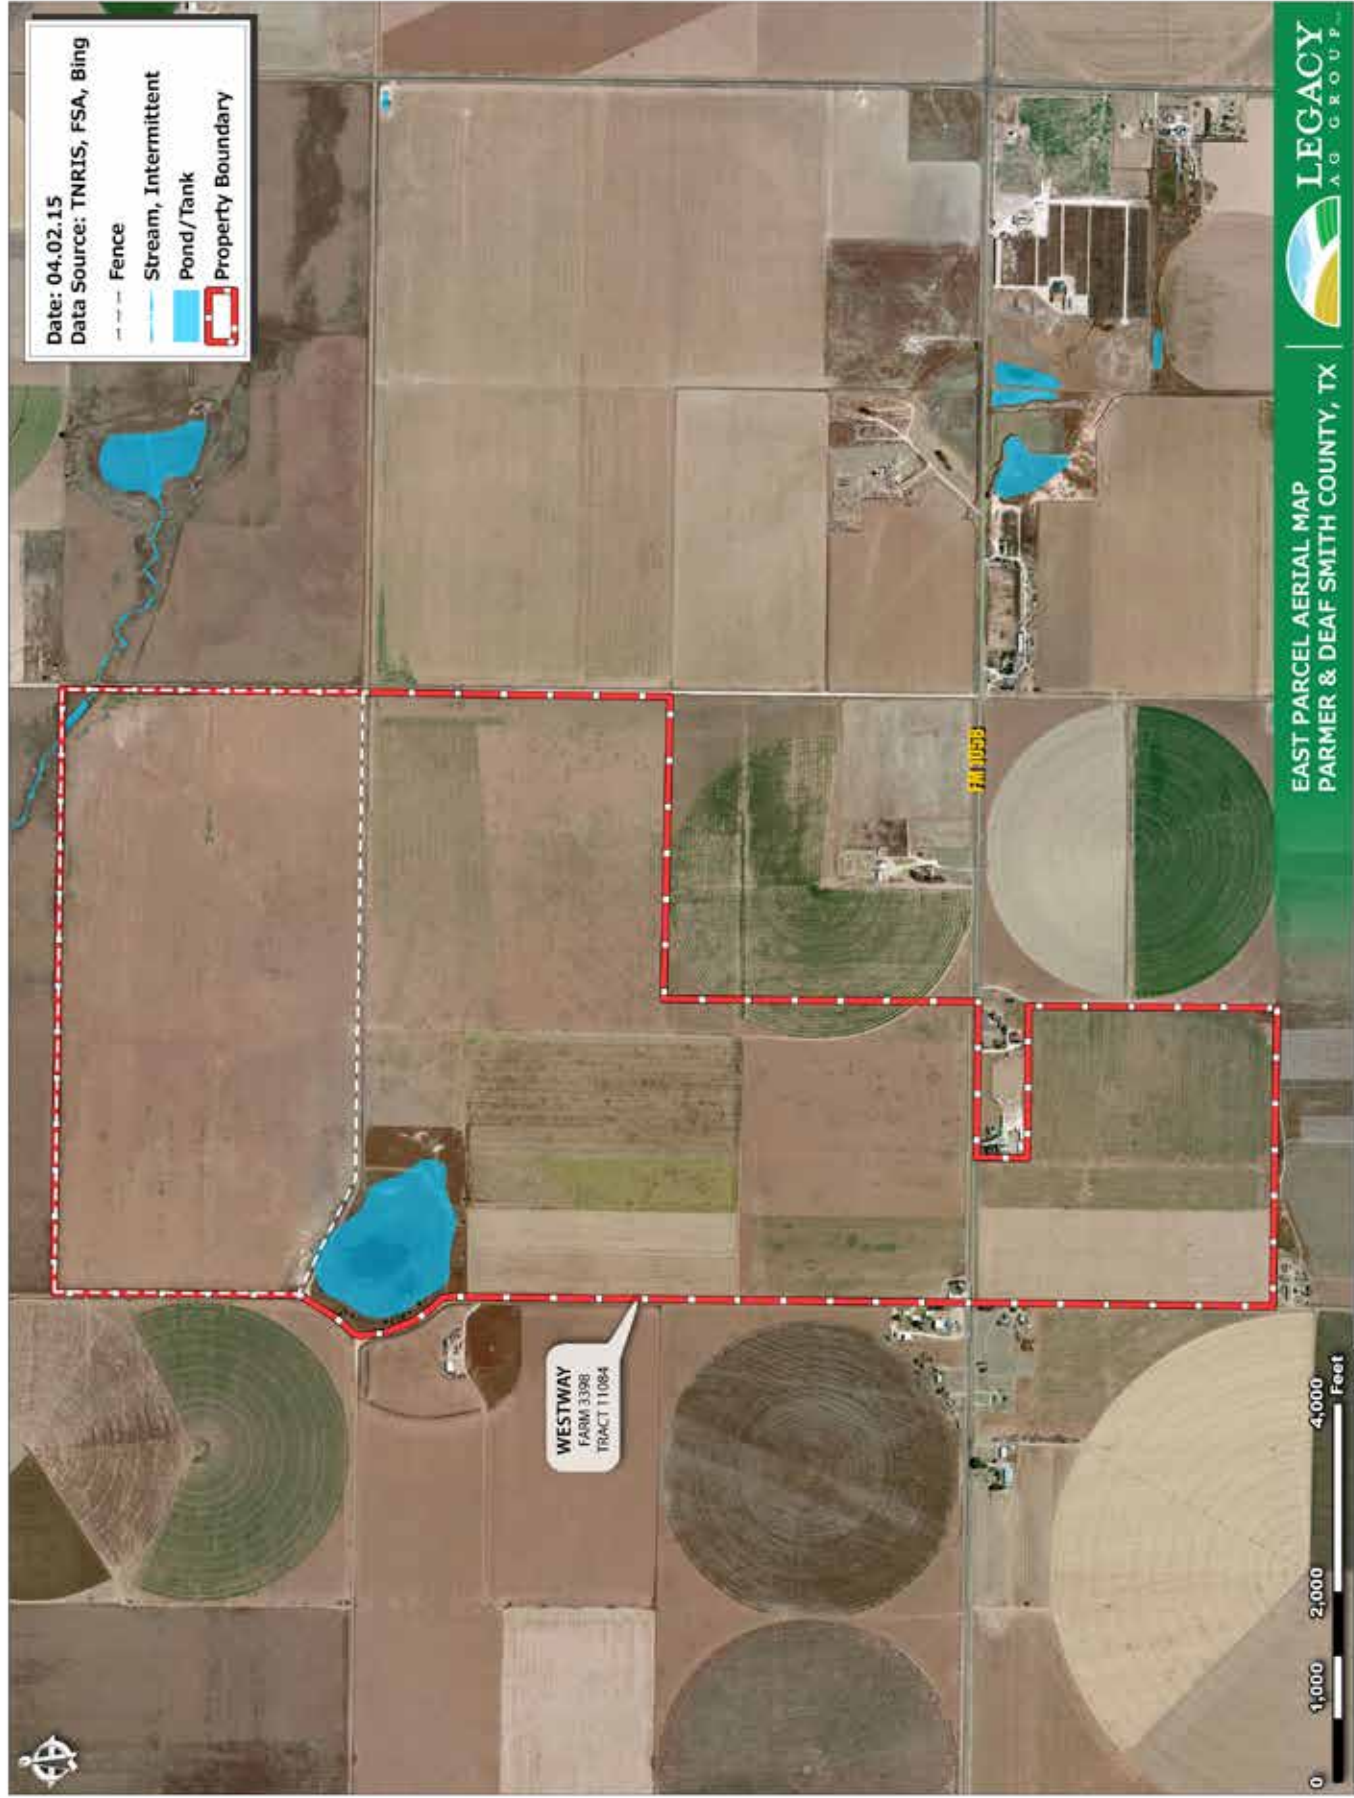 Date: 04.02.15
Data Source: TNRIS, FSA, Bing
Fence
Stream, Intermittent
Pond/Tank
Property Boundary
FM 1058
WESTWAY
FARM 3398
TRACT 11084
0 1,000 2,000 4,000
Feet
EAST PARCEL AERIAL MAP
PARMER & DEAF SMITH COUNTY, TX
LEGACY
AG GROUP